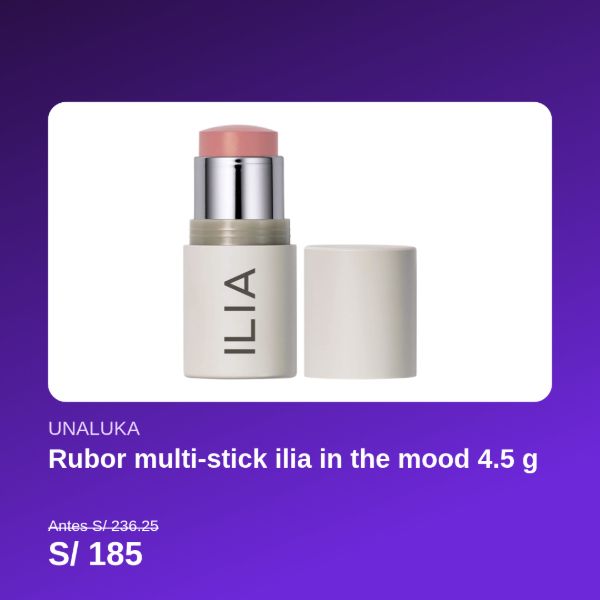 ILIA
UNALUKA
Rubor multi-stick ilia in the mood 4.5 g
Antes S/ 236.25
S/ 185